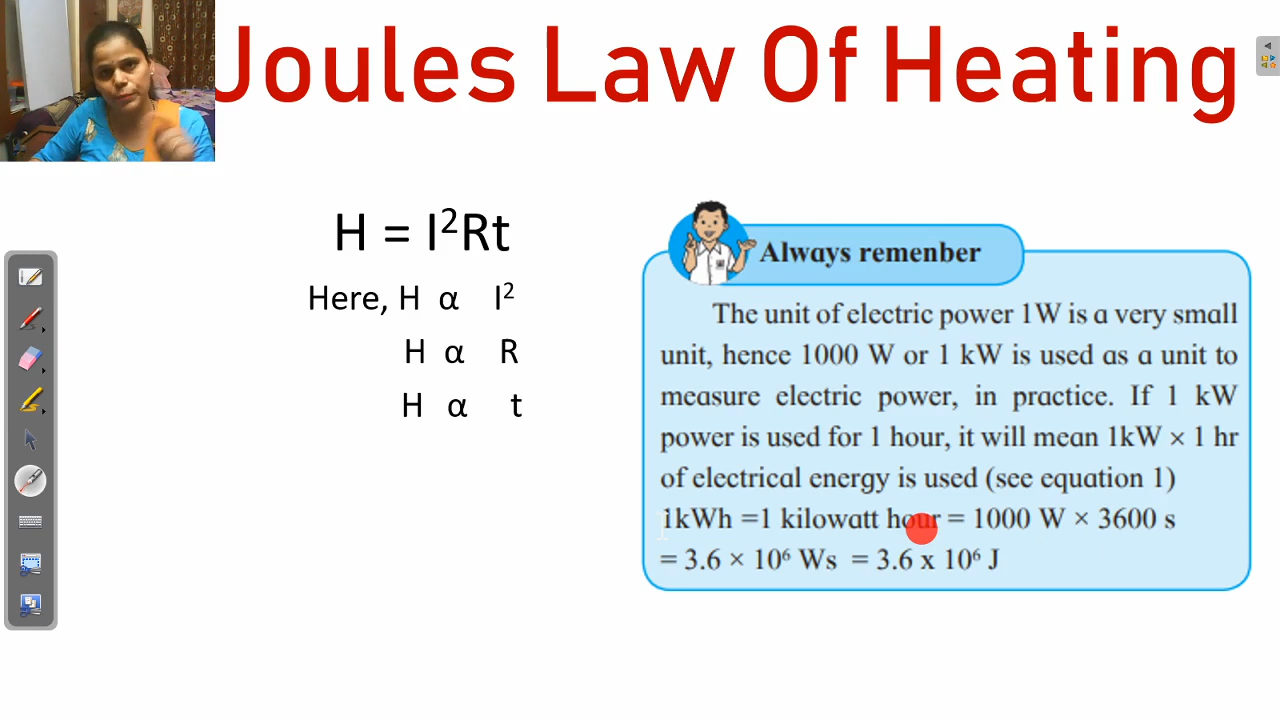 Joules Law Of Heating
H = I²Rt
Here, H α I²
H α R
H α t
Always remenber
The unit of electric power 1W is a very small
unit, hence 1000 W or 1 kW is used as a unit to
measure electric power, in practice. If 1 kW
power is used for 1 hour, it will mean 1kW × 1 hr
of electrical energy is used (see equation 1)
1kWh =1 kilowatt hour = 1000 W × 3600 s
= 3.6 × 10⁶ Ws = 3.6 x 10⁶ J